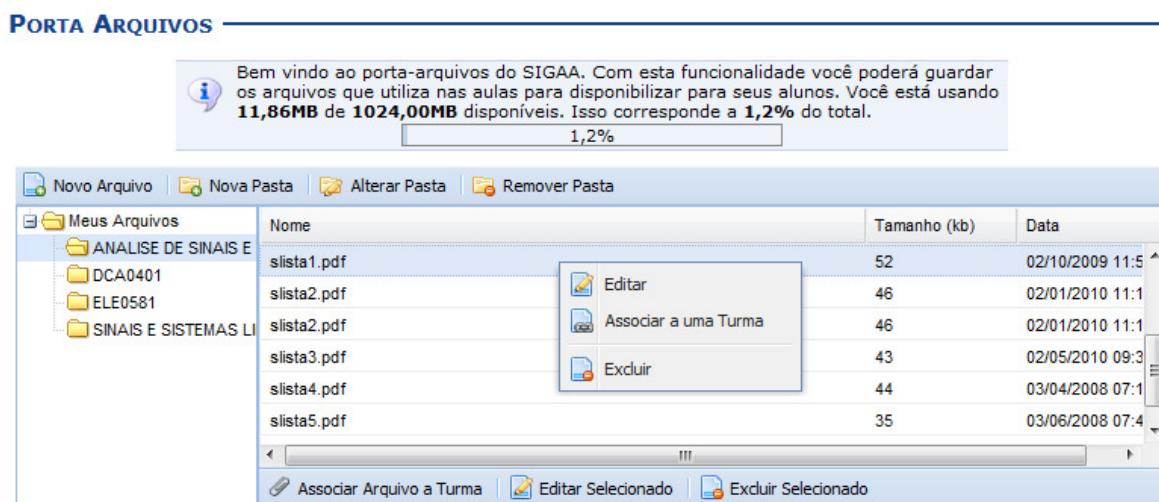 PORTA ARQUIVOS
Bem vindo ao porta-arquivos do SIGAA. Com esta funcionalidade você poderá guardar
os arquivos que utiliza nas aulas para disponibilizar para seus alunos. Você está usando
11,86MB de 1024,00MB disponíveis. Isso corresponde a 1,2% do total.
1,2%
Novo Arquivo Nova Pasta Alterar Pasta Remover Pasta
Meus Arquivos
ANALISE DE SINAIS E
DCA0401
ELE0581
SINAIS E SISTEMAS LI
Nome Tamanho (kb) Data
slista1.pdf 52 02/10/2009 11:5
slista2.pdf 46 02/01/2010 11:1
slista2.pdf 46 02/01/2010 11:1
slista3.pdf 43 02/05/2010 09:3
slista4.pdf 44 03/04/2008 07:1
slista5.pdf 35 03/06/2008 07:4
Editar
Associar a uma Turma
Excluir
Associar Arquivo a Turma Editar Selecionado Excluir Selecionado